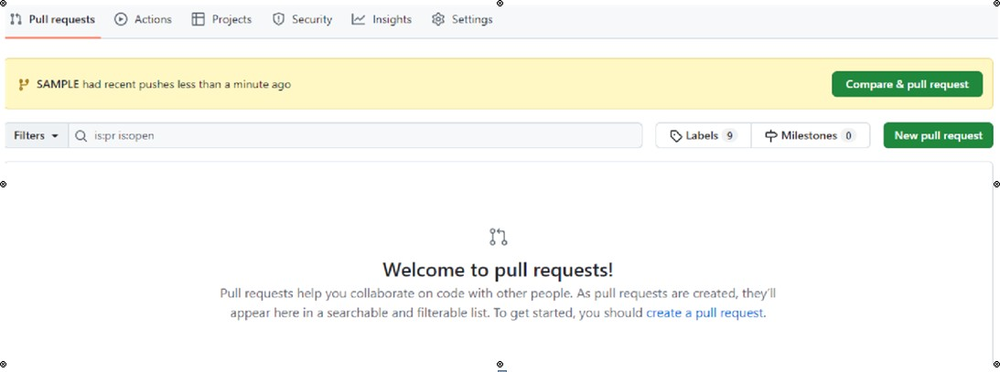 Pull requests Actions Projects Security Insights Settings
SAMPLE had recent pushes less than a minute ago Compare & pull request
Filters is:pr is:open Labels 9 Milestones 0 New pull request
Welcome to pull requests!
Pull requests help you collaborate on code with other people. As pull requests are created, they'll
appear here in a searchable and filterable list. To get started, you should create a pull request.